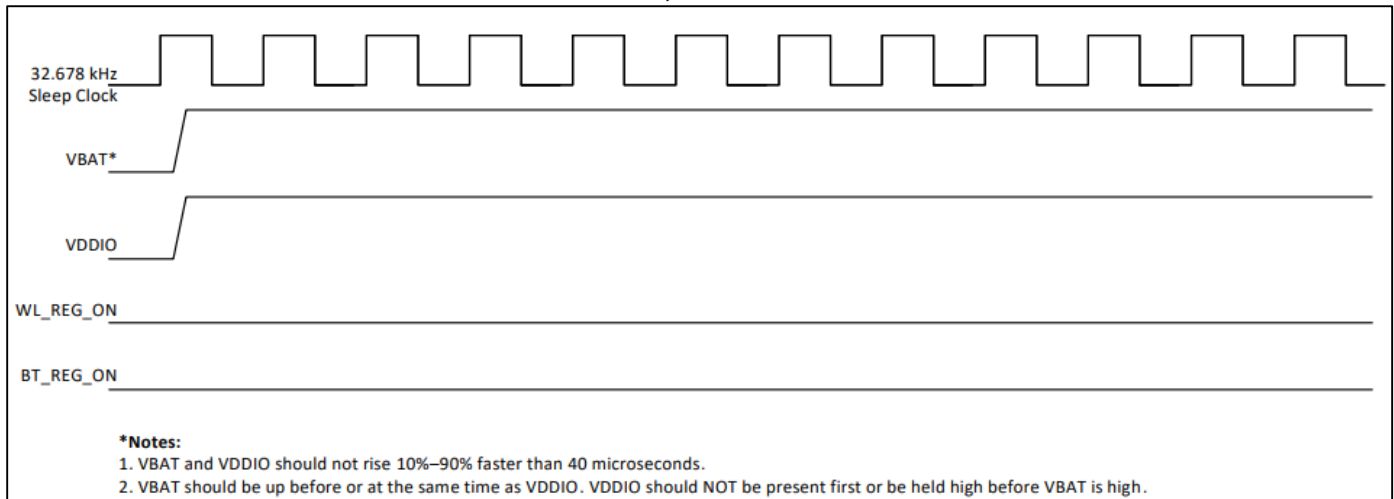 32.678 kHz
Sleep Clock
VBAT*
VDDIO
WL_REG_ON
BT_REG_ON
*Notes:
1. VBAT and VDDIO should not rise 10%–90% faster than 40 microseconds.
2. VBAT should be up before or at the same time as VDDIO. VDDIO should NOT be present first or be held high before VBAT is high.